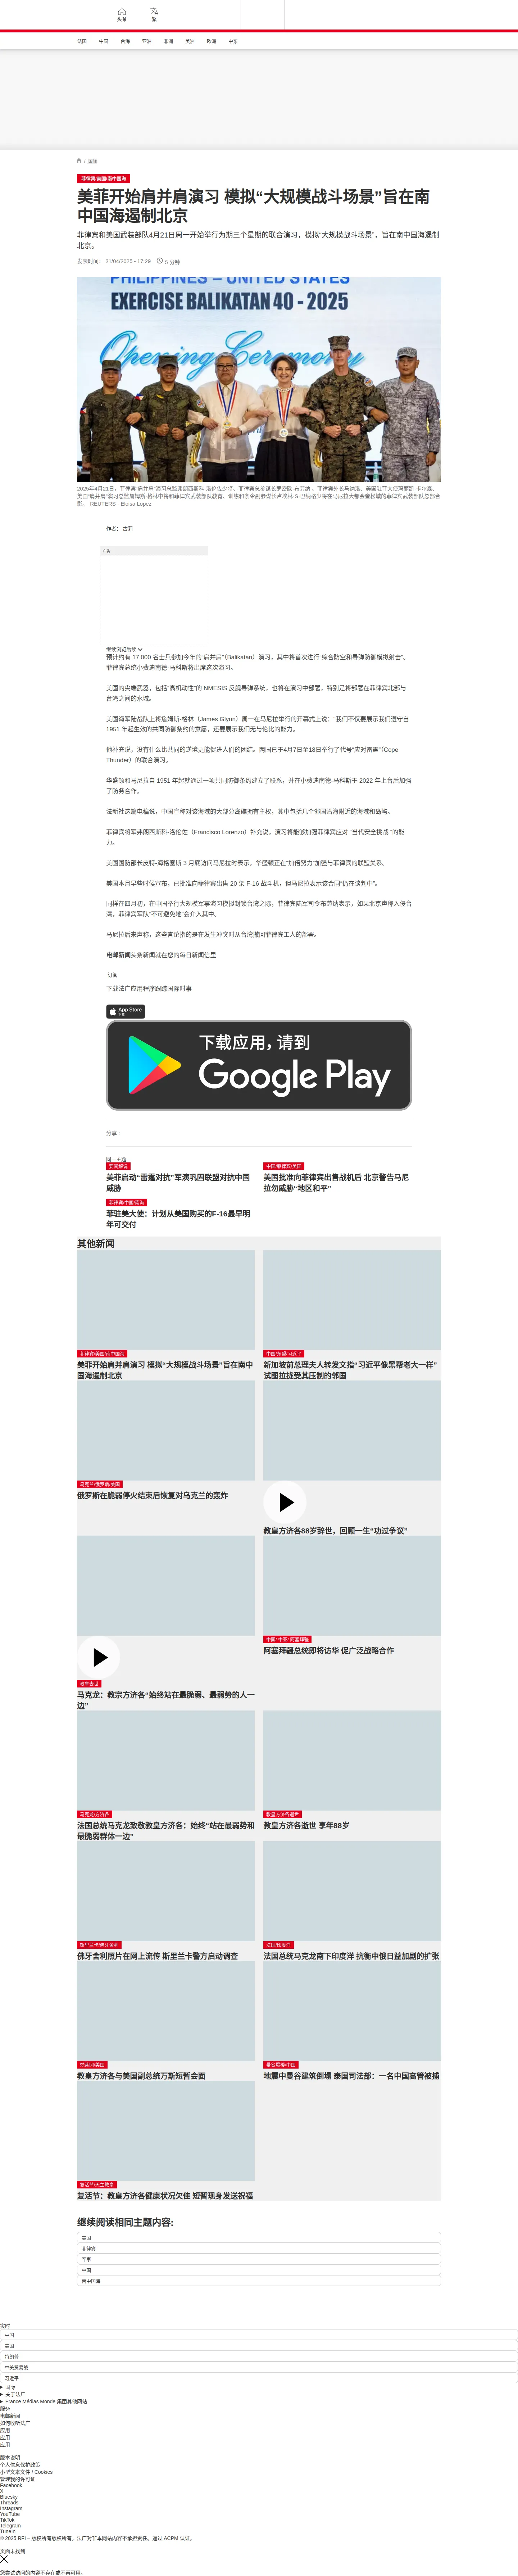 头条
繁
法国
中国
台海
亚洲
非洲
美洲
欧洲
中东
/ 国际
菲律宾/美国/南中国海
美菲开始肩并肩演习 模拟“大规模战斗场景”旨在南
中国海遏制北京
菲律宾和美国武装部队4月21日周一开始举行为期三个星期的联合演习，模拟“大规模战斗场景”，旨在南中国海遏制
北京。
发表时间： 21/04/2025 - 17:29
5 分钟
PHILIPPINES – UNITED STATES
EXERCISE BALIKATAN 40 - 2025
Opening Ceremony
2025年4月21日，菲律宾“肩并肩”演习总监弗朗西斯科·洛伦佐少将、菲律宾总参谋长罗密欧·布劳纳 、菲律宾外长马纳洛、美国驻菲大使玛丽凯·卡尔森、
美国“肩并肩”演习总监詹姆斯·格林中将和菲律宾武装部队教育、训练和条令副参谋长卢视林·S·巴纳杨少将在马尼拉大都会奎松城的菲律宾武装部队总部合
影。 REUTERS - Eloisa Lopez
作者： 古莉
广告
继续浏览后续
预计约有 17,000 名士兵参加今年的“肩并肩”（Balikatan）演习，其中将首次进行“综合防空和导弹防御模拟射击”。
菲律宾总统小费迪南德·马科斯将出席这次演习。
美国的尖端武器，包括“高机动性”的 NMESIS 反舰导弹系统，也将在演习中部署，特别是将部署在菲律宾北部与
台湾之间的水域。
美国海军陆战队上将詹姆斯-格林（James Glynn）周一在马尼拉举行的开幕式上说：“我们不仅要展示我们遵守自
1951 年起生效的共同防御条约的意愿，还要展示我们无与伦比的能力。
他补充说，没有什么比共同的逆境更能促进人们的团结。两国已于4月7日至18日举行了代号“应对雷霆”（Cope
Thunder）的联合演习。
华盛顿和马尼拉自 1951 年起就通过一项共同防御条约建立了联系，并在小费迪南德-马科斯于 2022 年上台后加强
了防务合作。
法新社这篇电稿说，中国宣称对该海域的大部分岛礁拥有主权，其中包括几个邻国沿海附近的海域和岛屿。
菲律宾将军弗朗西斯科-洛伦佐（Francisco Lorenzo）补充说，演习将能够加强菲律宾应对 “当代安全挑战 ”的能
力。
美国国防部长皮特-海格塞斯 3 月底访问马尼拉时表示，华盛顿正在“加倍努力”加强与菲律宾的联盟关系。
美国本月早些时候宣布，已批准向菲律宾出售 20 架 F-16 战斗机，但马尼拉表示该合同“仍在谈判中”。
同样在四月初，在中国举行大规模军事演习模拟封锁台湾之际，菲律宾陆军司令布劳纳表示，如果北京声称入侵台
湾，菲律宾军队“不可避免地”会介入其中。
马尼拉后来声称，这些言论指的是在发生冲突时从台湾撤回菲律宾工人的部署。
电邮新闻头条新闻就在您的每日新闻信里
订阅
下载法广应用程序跟踪国际时事
App Store
下载
下载应用，请到
Google Play
分享 :
同一主题
要闻解说
美菲启动“雷霆对抗”军演巩固联盟对抗中国
威胁
中国/菲律宾/美国
美国批准向菲律宾出售战机后 北京警告马尼
拉勿威胁“地区和平”
菲律宾/中国/南海
菲驻美大使：计划从美国购买的F-16最早明
年可交付
其他新闻
菲律宾/美国/南中国海
美菲开始肩并肩演习 模拟“大规模战斗场景”旨在南中
国海遏制北京
中国/东盟/习近平
新加坡前总理夫人转发文指“习近平像黑帮老大一样”
试图拉拢受其压制的邻国
乌克兰/俄罗斯/美国
俄罗斯在脆弱停火结束后恢复对乌克兰的轰炸
教皇方济各88岁辞世，回顾一生“功过争议”
教皇去世
马克龙：教宗方济各“始终站在最脆弱、最弱势的人一
边”
中国/ 中亚/ 阿塞拜疆
阿塞拜疆总统即将访华 促广泛战略合作
马克龙/方济各
法国总统马克龙致敬教皇方济各：始终“站在最弱势和
最脆弱群体一边”
教皇方济各逝世
教皇方济各逝世 享年88岁
斯里兰卡/佛牙舍利
佛牙舍利照片在网上流传 斯里兰卡警方启动调查
法国/印度洋
法国总统马克龙南下印度洋 抗衡中俄日益加剧的扩张
梵蒂冈/美国
教皇方济各与美国副总统万斯短暂会面
曼谷塌楼/中国
地震中曼谷建筑倒塌 泰国司法部：一名中国高管被捕
复活节/天主教皇
复活节：教皇方济各健康状况欠佳 短暂现身发送祝福
继续阅读相同主题内容:
美国
菲律宾
军事
中国
南中国海
实时
中国
美国
特朗普
中美贸易战
习近平
国际
关于法广
France Médias Monde 集团其他网站
服务
电邮新闻
如何收听法广
应用
应用
应用
版本说明
个人信息保护政策
小型文本文件 / Cookies
管理我的许可证
Facebook
X
Bluesky
Threads
Instagram
YouTube
TikTok
Telegram
TuneIn
© 2025 RFI – 版权所有版权所有。法广对非本网站内容不承担责任。通过 ACPM 认证。
页面未找到
您尝试访问的内容不存在或不再可用。